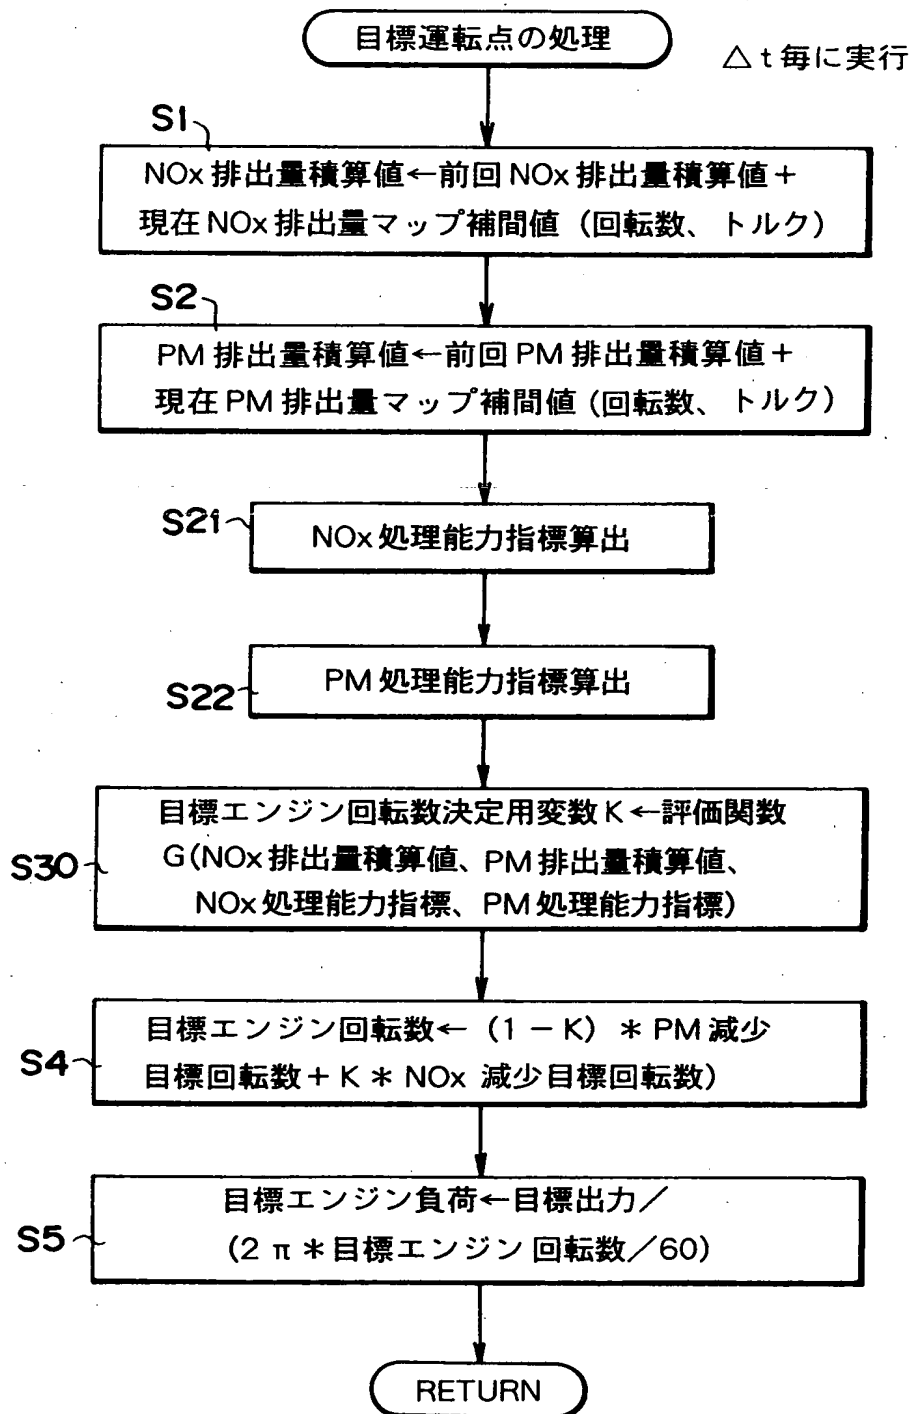 目標運転点の処理
△t毎に実行
S1
NOx排出量積算値←前回NOx排出量積算値+
現在NOx排出量マップ補間値(回転数、トルク)
S2
PM排出量積算値←前回PM排出量積算値+
現在PM排出量マップ補間値(回転数、トルク)
S21
NOx処理能力指標算出
S22
PM処理能力指標算出
S30
目標エンジン回転数決定用変数K←評価関数
G(NOx排出量積算値、PM排出量積算値、
NOx処理能力指標、PM処理能力指標)
S4
目標エンジン回転数←(1-K)*PM減少
目標回転数+K*NOx減少目標回転数)
S5
目標エンジン負荷←目標出力/
(2π*目標エンジン回転数/60)
RETURN